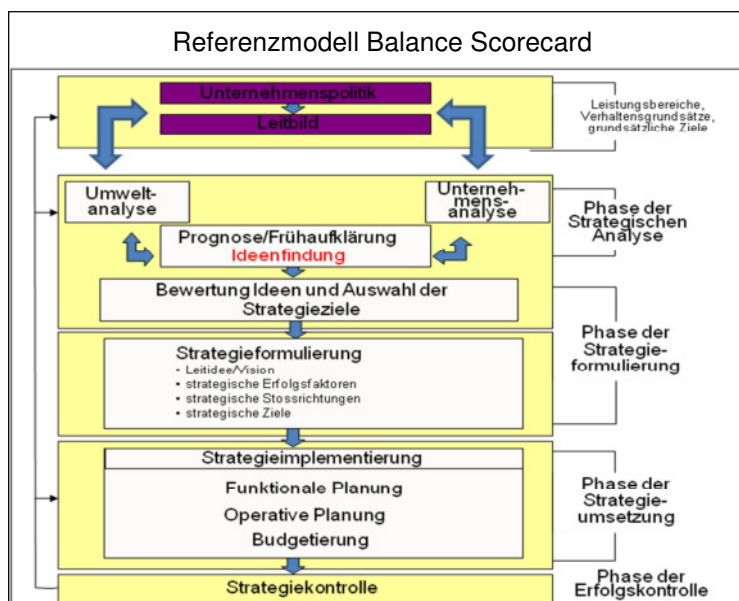 Referenzmodell Balance Scorecard
Unternehmenspolitik
Leitbild
Leistungsbereiche,
Verhaltensgrundsätze,
grundsätzliche Ziele
Umwelt-
analyse
Unterneh-
mens-
analyse
Phase der
Strategischen
Analyse
Prognose/Frühaufklärung
Ideenfindung
Bewertung Ideen und Auswahl der
Strategieziele
Phase der
Strategie-
formulierung
Strategieformulierung
- Leitidee/Vision
• strategische Erfolgsfaktoren
• strategische Stossrichtungen
• strategische Ziele
Strategieimplementierung
Funktionale Planung
Operative Planung
Budgetierung
Phase der
Strategie-
umsetzung
Strategiekontrolle
Phase der
Erfolgskontrolle